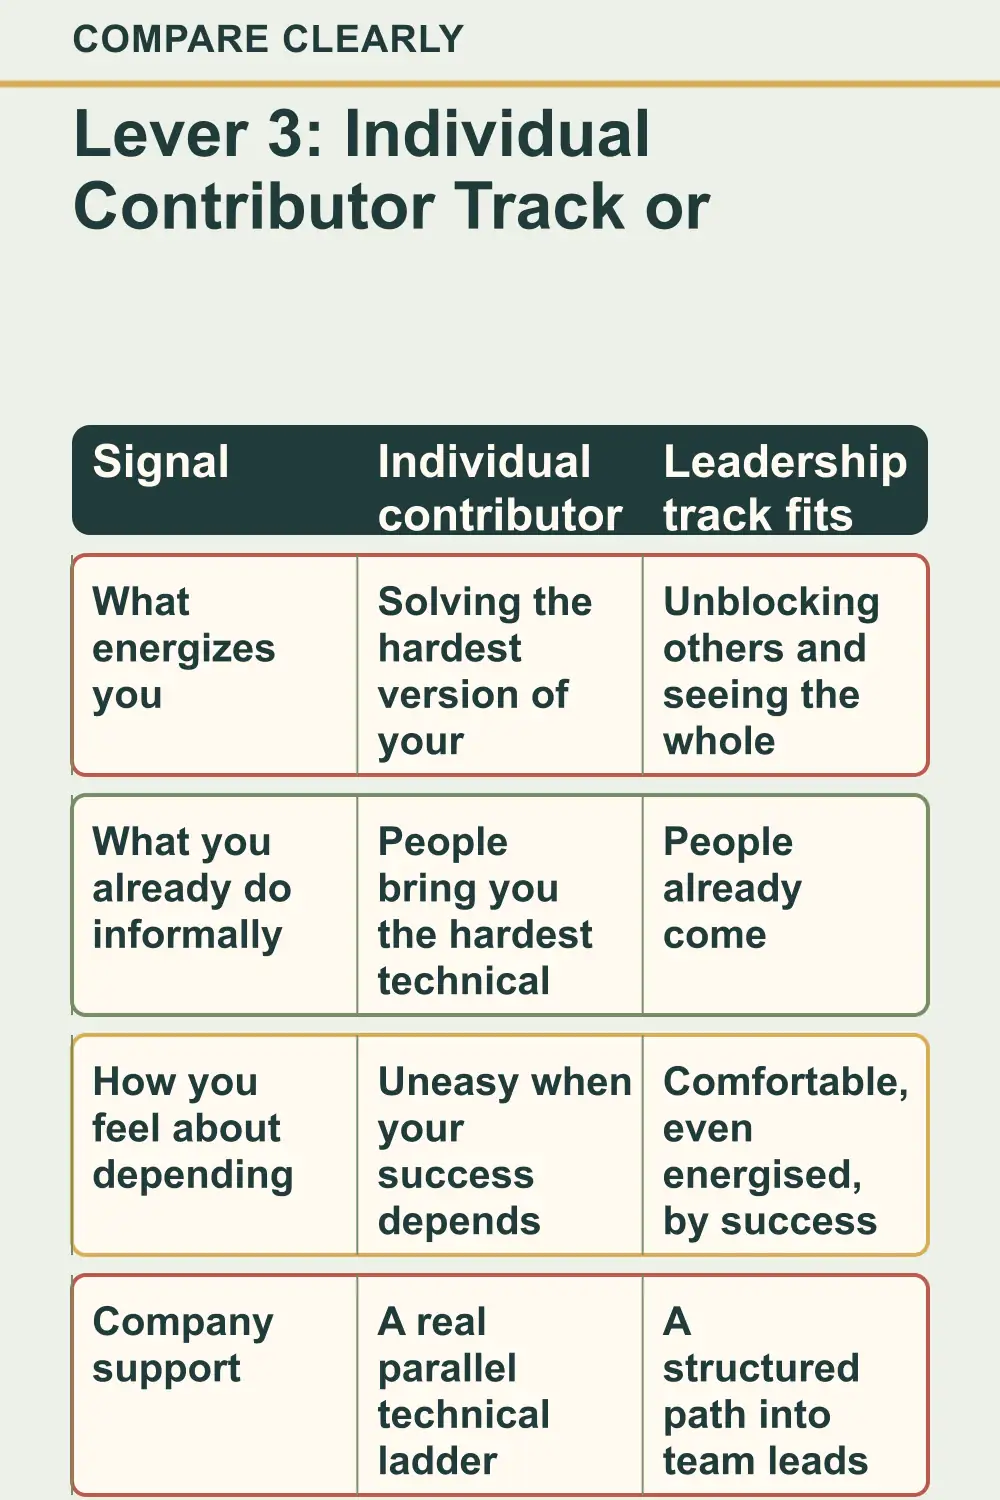 COMPARE CLEARLY
Lever 3: Individual
Contributor Track or
Signal
Individual
contributor
Leadership
track fits
What
energizes
you
Solving the
hardest
version of
your
Unblocking
others and
seeing the
whole
What you
already do
informally
People
bring you
the hardest
technical
People
already
come
How you
feel about
depending
Uneasy when
your
success
depends
Comfortable,
even
energised,
by success
Company
support
A real
parallel
technical
ladder
A
structured
path into
team leads